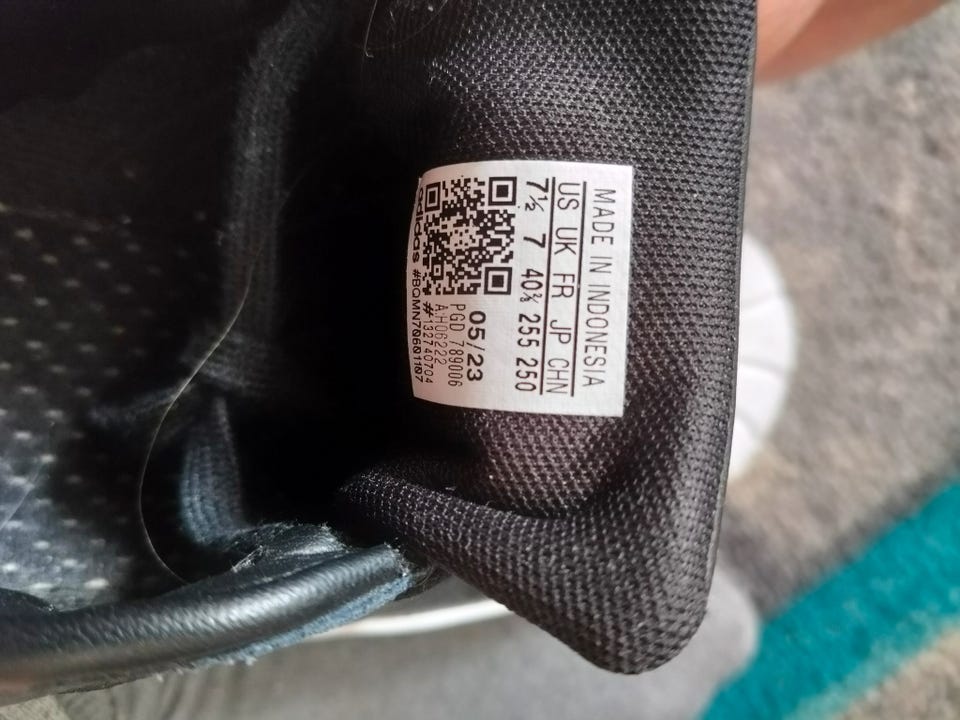 MADE IN INDONESIA
US UK FR JP CHN
7½ 7 40⅔ 255 250
05/23
PGD 789006
AH06222
#132740704
adidas #BQMN70601107